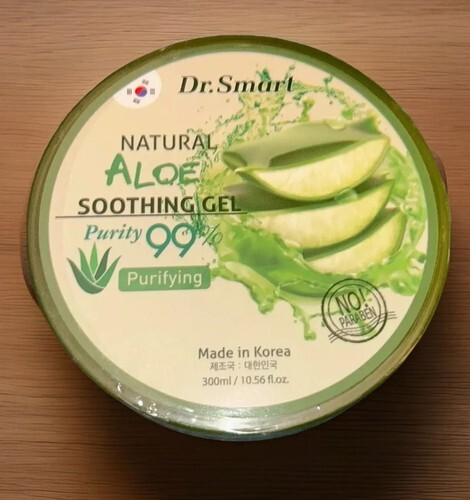 Dr.Smart
NATURAL
ALOE
SOOTHING GEL
Purity 99%
Purifying
NO!
PARABEN
Made in Korea
제조국 : 대한민국
300ml / 10.56 fl.oz.